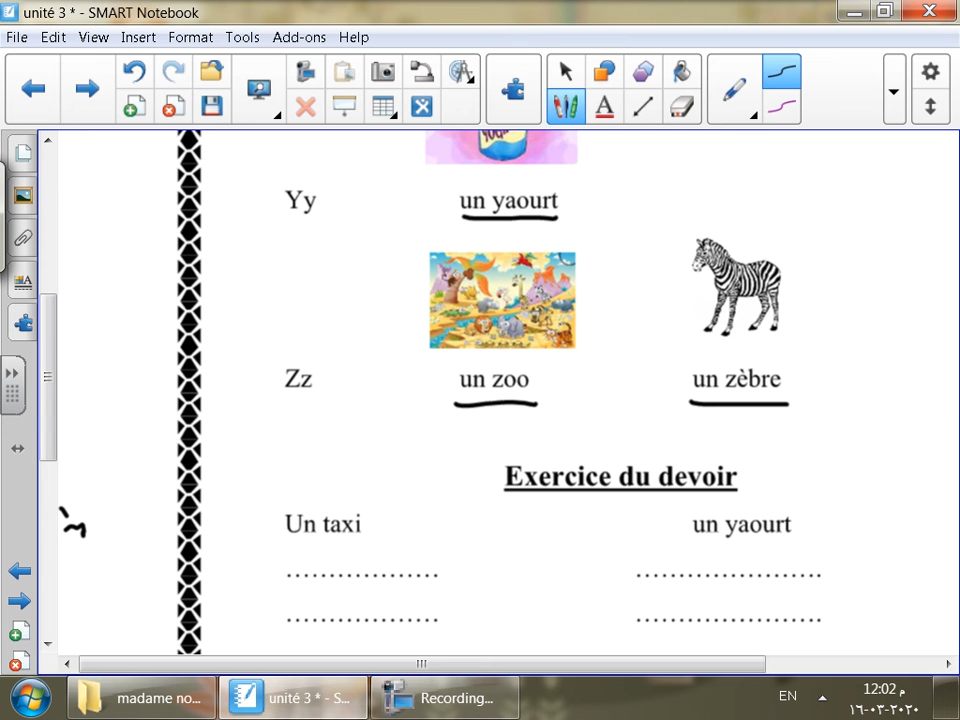 unité 3 * - SMART Notebook
File Edit View Insert Format Tools Add-ons Help
Yy un yaourt
Zz un zoo un zèbre
Exercice du devoir
Un taxi un yaourt
........................ ........................
........................ ........................
madame no... unité 3 * - S... Recording... EN 12:02 م
١٦-٠٣-٢٠٢٠